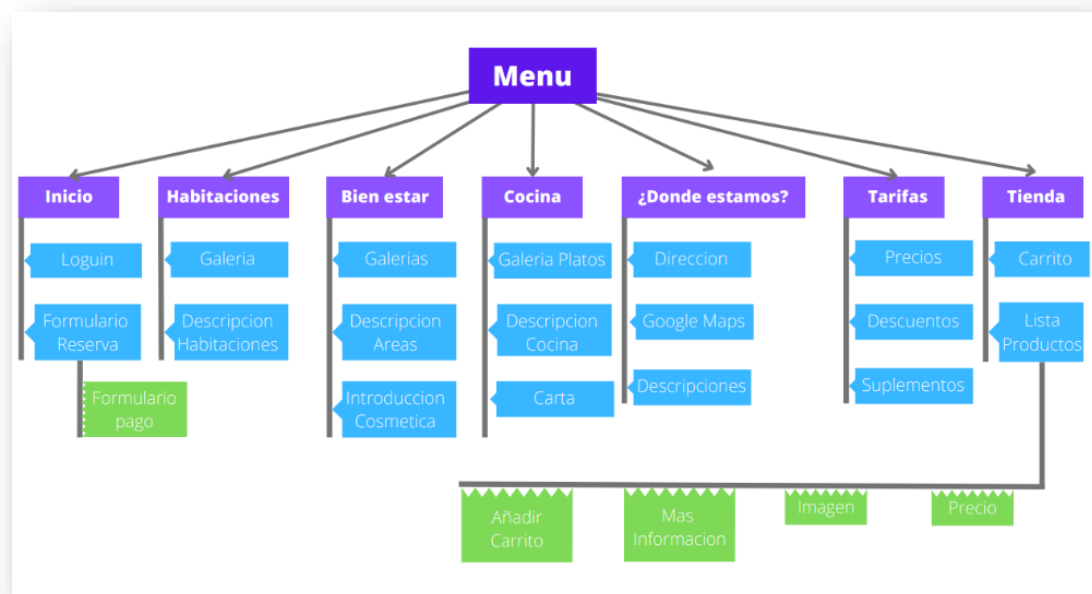 Menu
Inicio
Habitaciones
Bien estar
Cocina
¿Donde estamos?
Tarifas
Tienda
Loguin
Galeria
Galerias
Galeria Platos
Direccion
Precios
Carrito
Formulario
Reserva
Descripcion
Habitaciones
Descripcion
Areas
Descripcion
Cocina
Google Maps
Descuentos
Lista
Productos
Formulario
pago
Introduccion
Cosmetica
Carta
Descripciones
Suplementos
Añadir
Carrito
Mas
Informacion
Imagen
Precio